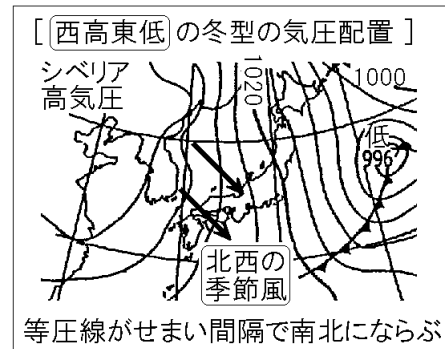 [ 西高東低 の冬型の気圧配置 ]
シベリア
高気圧
1020
1000
低
996
北西の
季節風
等圧線がせまい間隔で南北にならぶ